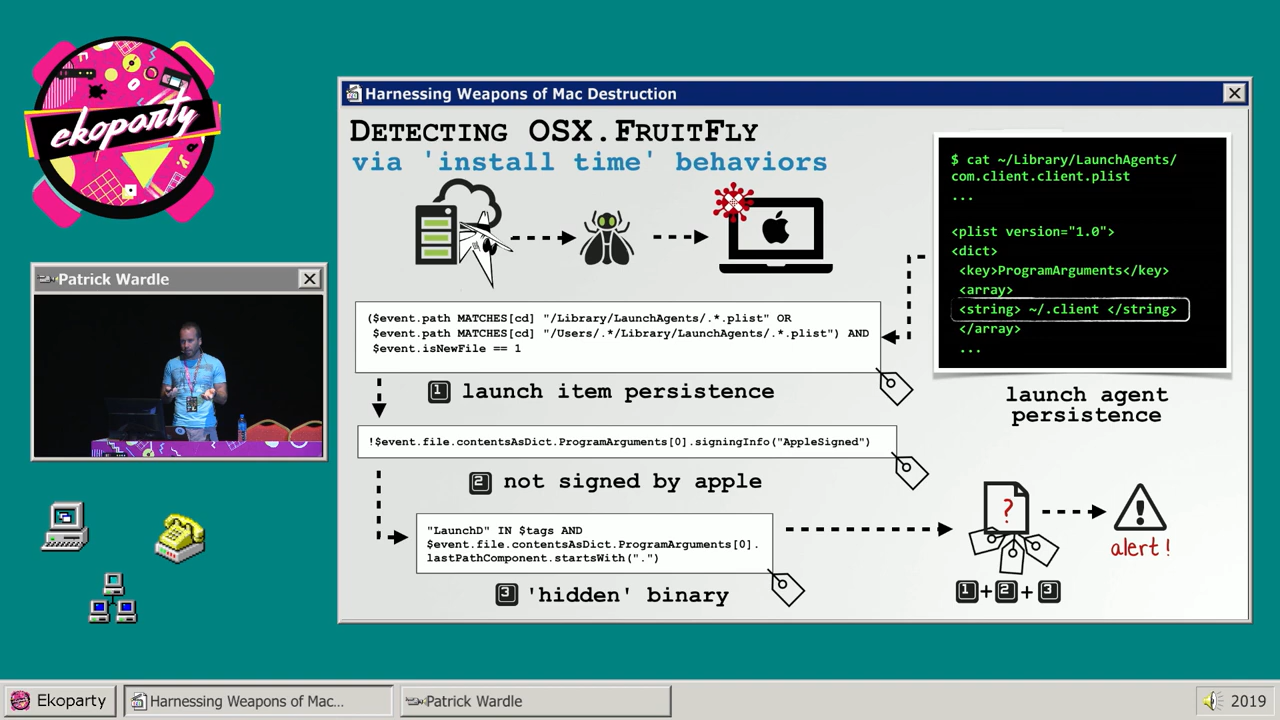 ekoparty
Harnessing Weapons of Mac Destruction
DETECTING OSX.FRUITFLY
via 'install time' behaviors
$ cat ~/Library/LaunchAgents/
com.client.client.plist
...
<plist version="1.0">
<dict>
<key>ProgramArguments</key>
<array>
<string> ~/.client </string>
</array>
...
launch agent
persistence
($event.path MATCHES[cd] "/Library/LaunchAgents/.*.plist" OR
$event.path MATCHES[cd] "/Users/.*/Library/LaunchAgents/.*.plist") AND
$event.isNewFile == 1
1 launch item persistence
!$event.file.contentsAsDict.ProgramArguments[0].signingInfo("AppleSigned")
2 not signed by apple
"LaunchD" IN $tags AND
$event.file.contentsAsDict.ProgramArguments[0].
lastPathComponent.startsWith(".")
3 'hidden' binary
?
alert!
1+2+3
Patrick Wardle
Ekoparty
Harnessing Weapons of Mac...
Patrick Wardle
2019